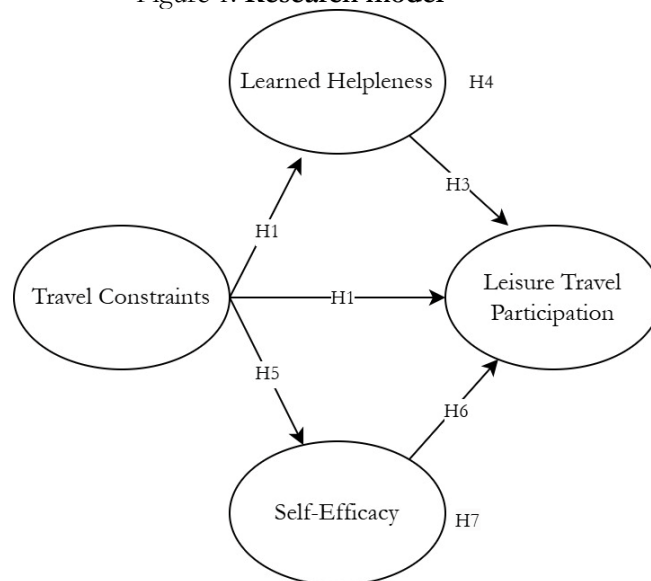 Figure 1. Research model
Learned Helpleness
H4
H3
H1
Travel Constraints
H1
Leisure Travel
Participation
H5
H6
Self-Efficacy
H7